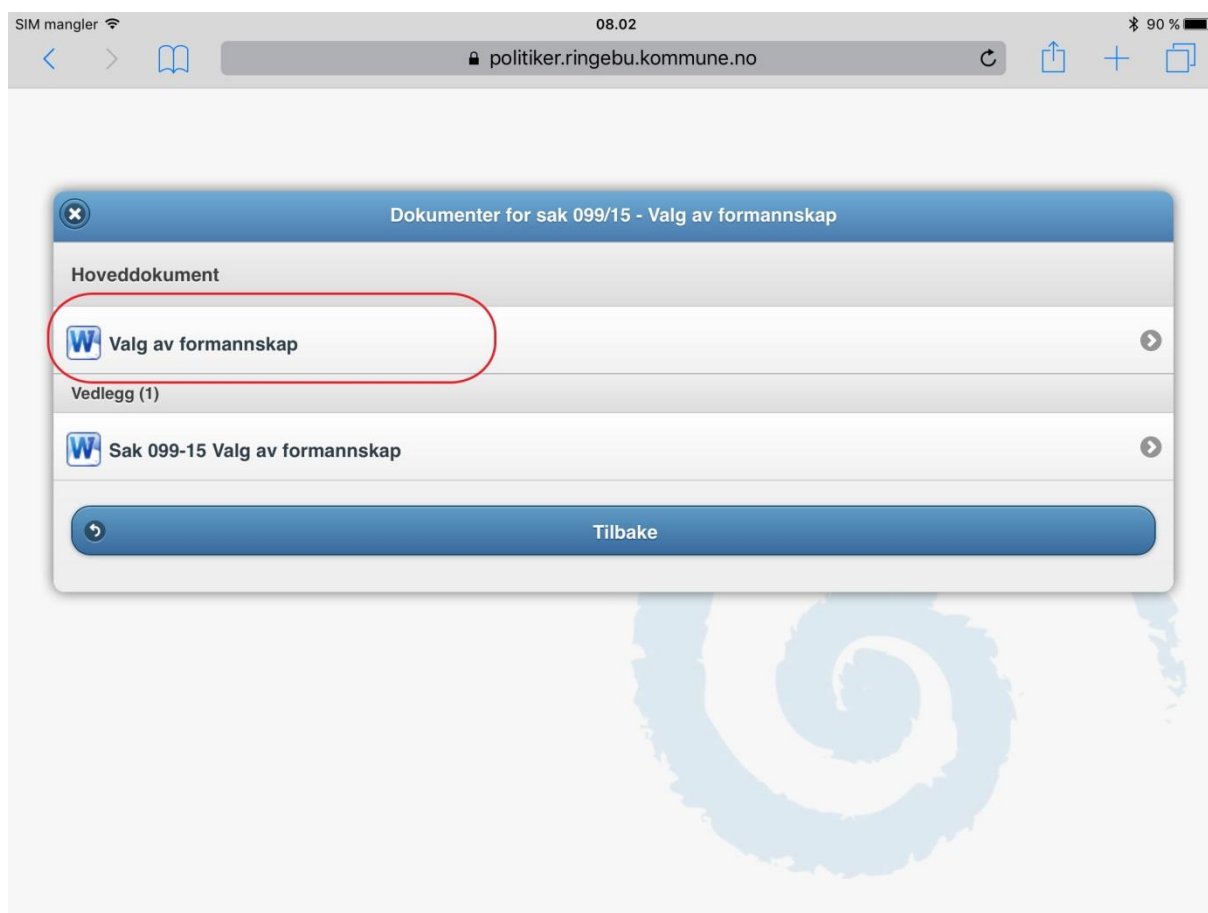 SIM mangler 08.02 90 %
politiker.ringebu.kommune.no
Dokumenter for sak 099/15 - Valg av formannskap
Hoveddokument
W Valg av formannskap
Vedlegg (1)
W Sak 099-15 Valg av formannskap
Tilbake